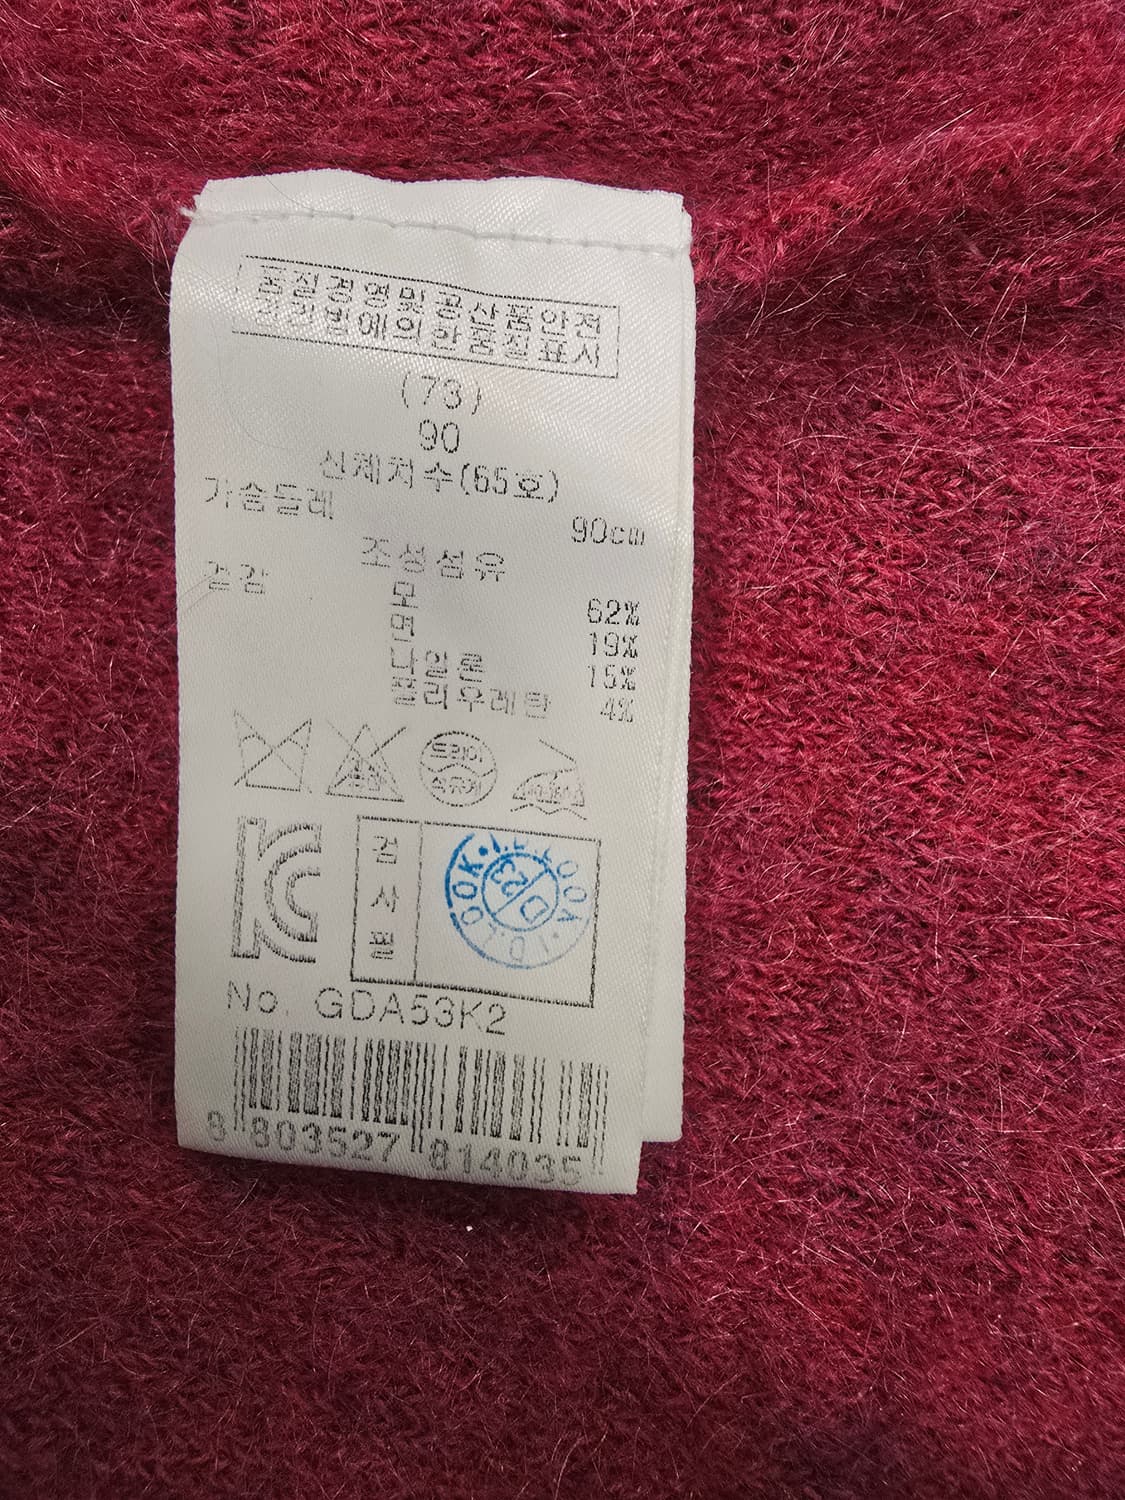 품질경영및공산품안전
관리법에의한품질표시
(73)
90
신체치수(65호)
가슴둘레 90cm
조성섬유
겉감
모 62%
면 19%
나일론 15%
폴리우레탄 4%
드라이
석유계
검
사
필
I.D.LOOK·I.D.LOOK·
23
D
No. GDA53K2
8 803527 814035